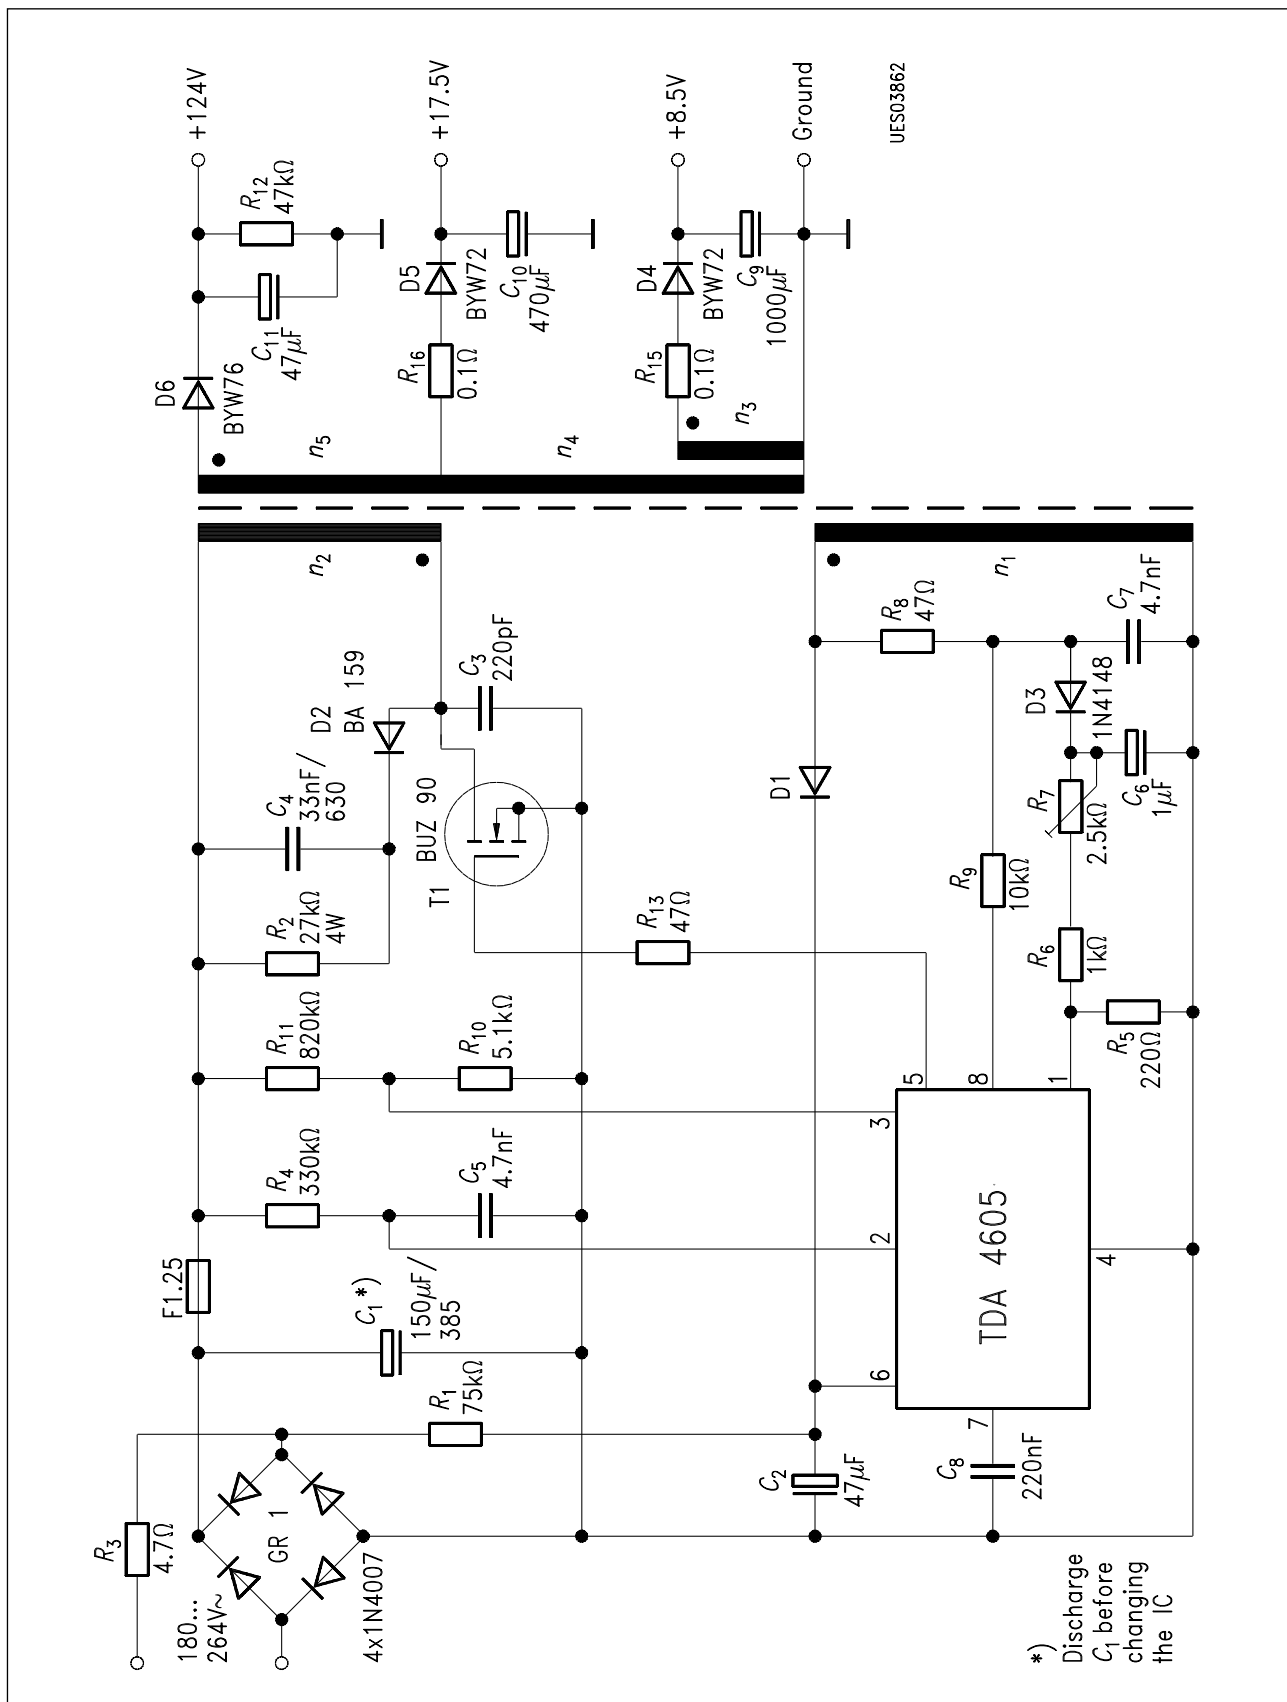 +124V
+17.5V
+8.5V
Ground
UES03862
R12
47kΩ
C11
47µF
D6
BYW76
D5
BYW72
C10
470µF
R16
0.1Ω
D4
BYW72
C9
1000µF
R15
0.1Ω
n5
n4
n3
n2
n1
D2
BA 159
C3
220pF
C4
33nF/
630
BUZ 90
T1
R2
27kΩ
4W
R13
47Ω
R8
47Ω
C7
4.7nF
D3
1N4148
D1
R7
2.5kΩ
C6
1µF
R9
10kΩ
R6
1kΩ
R5
220Ω
R11
820kΩ
R10
5.1kΩ
R4
330kΩ
C5
4.7nF
F1.25
C1 *)
150µF/
385
R1
75kΩ
5
8
1
3
2
6
7
4
TDA 4605
C2
47µF
C8
220nF
R3
4.7Ω
GR 1
180...
264V~
4x1N4007
*)
Discharge
C1 before
changing
the IC